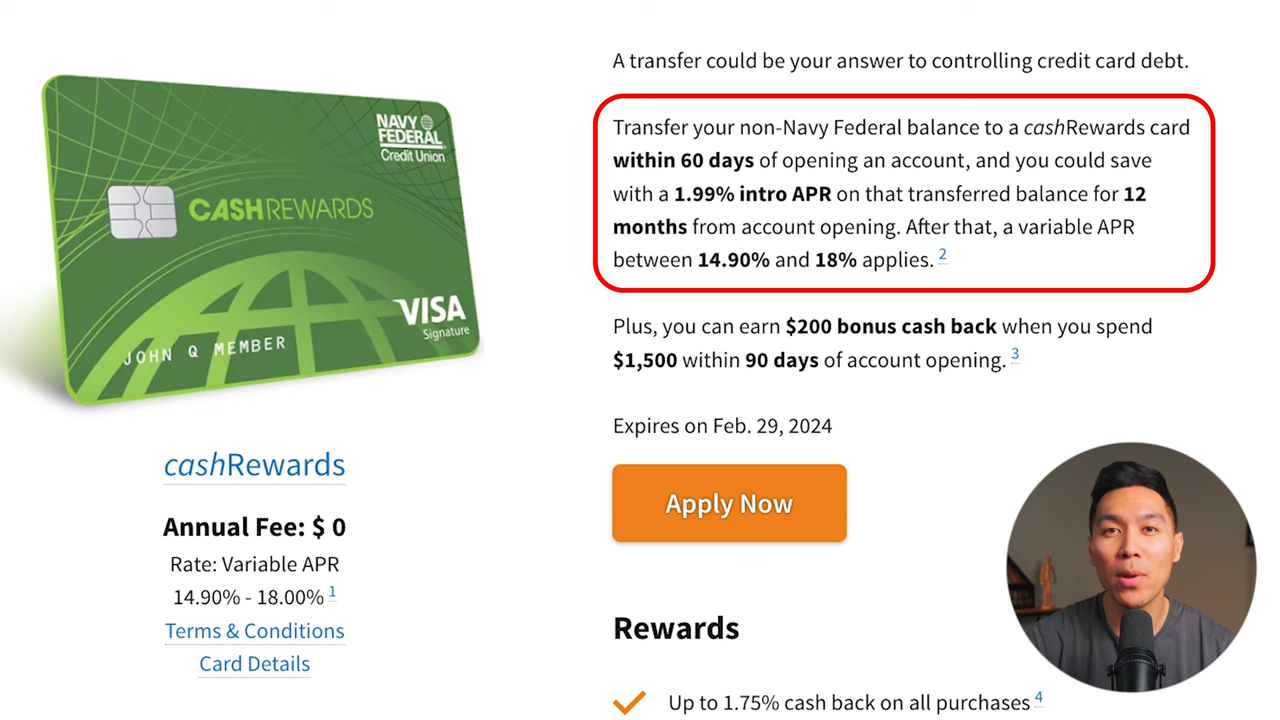 NAVY
FEDERAL
Credit Union
CASHREWARDS
VISA
Signature
JOHN Q MEMBER
cashRewards
Annual Fee: $ 0
Rate: Variable APR
14.90% - 18.00% 1
Terms & Conditions
Card Details
A transfer could be your answer to controlling credit card debt.
Transfer your non-Navy Federal balance to a cashRewards card
within 60 days of opening an account, and you could save
with a 1.99% intro APR on that transferred balance for 12
months from account opening. After that, a variable APR
between 14.90% and 18% applies. 2
Plus, you can earn $200 bonus cash back when you spend
$1,500 within 90 days of account opening. 3
Expires on Feb. 29, 2024
Apply Now
Rewards
Up to 1.75% cash back on all purchases 4